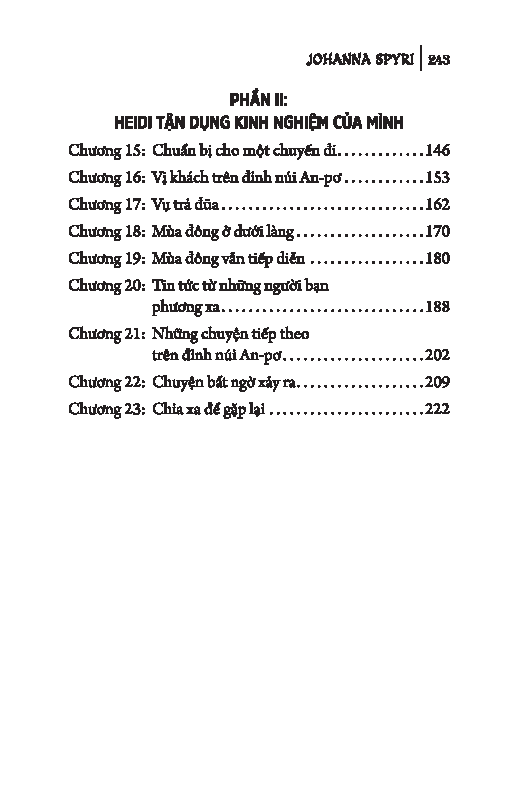 JOHANNA SPYRI | 243
PHẦN II:
HEIDI TẬN DỤNG KINH NGHIỆM CỦA MÌNH
Chương 15: Chuẩn bị cho một chuyến đi.............146
Chương 16: Vị khách trên đỉnh núi An-pơ.............153
Chương 17: Vụ trả đũa..............................162
Chương 18: Mùa đông ở dưới làng...................170
Chương 19: Mùa đông vẫn tiếp diễn .................180
Chương 20: Tin tức từ những người bạn
phương xa..............................188
Chương 21: Những chuyện tiếp theo
trên đỉnh núi An-pơ.....................202
Chương 22: Chuyện bất ngờ xảy ra...................209
Chương 23: Chia xa để gặp lại .......................222